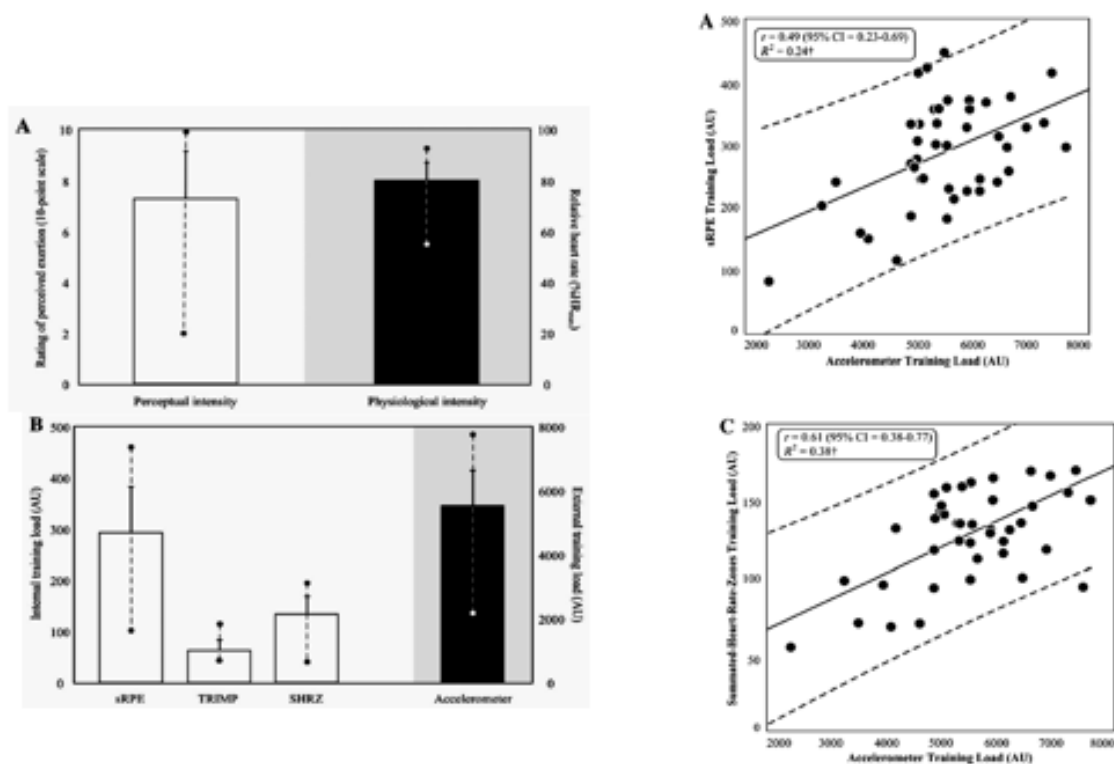 A
10
8
6
4
2
0
Rating of perceived exertion (10-point scale)
100
80
60
40
20
0
Relative heart rate (%HRmax)
Perceptual intensity
Physiological intensity
B
500
400
300
200
100
0
Internal training load (AU)
8000
6000
4000
2000
0
External training load (AU)
sRPE
TRIMP
SHRZ
Accelerometer
A
500
400
300
200
100
0
sRPE Training Load (AU)
r = 0.49 (95% CI = 0.23-0.69)
R² = 0.24†
2000
3000
4000
5000
6000
7000
8000
Accelerometer Training Load (AU)
C
200
150
100
50
0
Summated-Heart-Rate-Zones Training Load (AU)
r = 0.61 (95% CI = 0.38-0.77)
R² = 0.38†
2000
3000
4000
5000
6000
7000
8000
Accelerometer Training Load (AU)